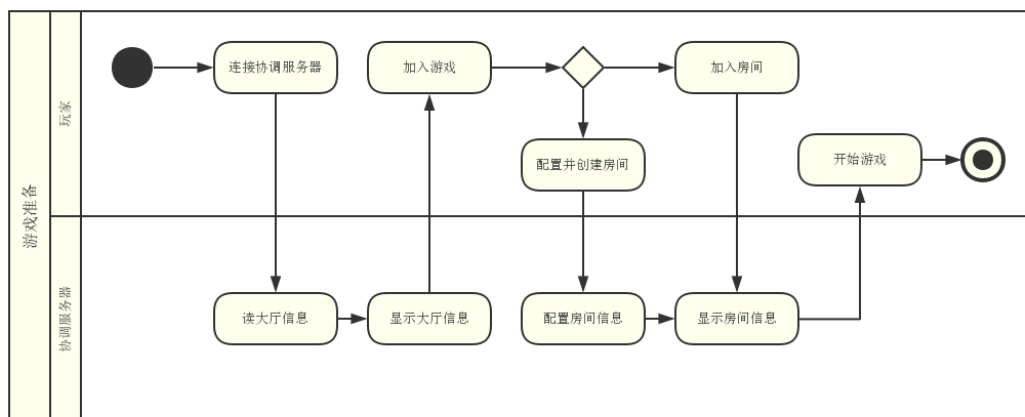 游戏准备
玩家
连接协调服务器
加入游戏
加入房间
配置并创建房间
开始游戏
协调服务器
读大厅信息
显示大厅信息
配置房间信息
显示房间信息